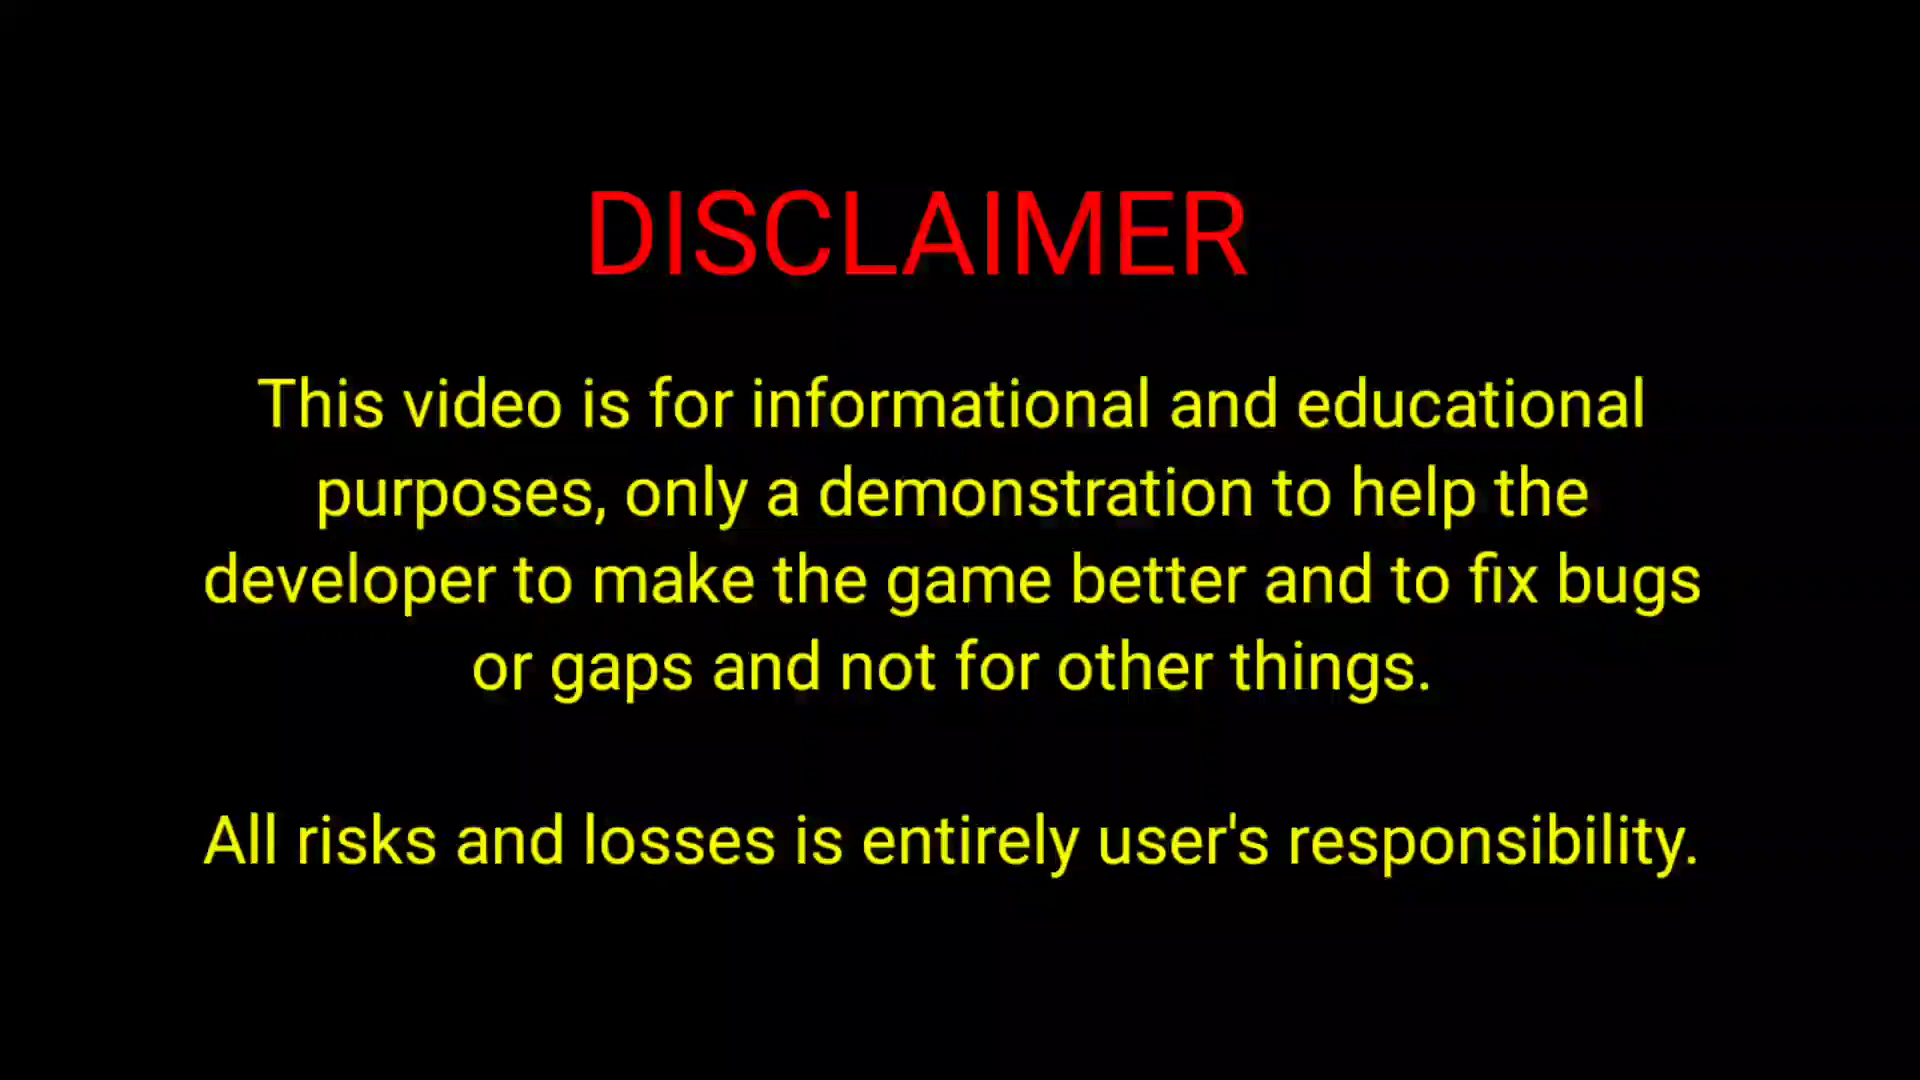 DISCLAIMER
This video is for informational and educational
purposes, only a demonstration to help the
developer to make the game better and to fix bugs
or gaps and not for other things.
All risks and losses is entirely user's responsibility.